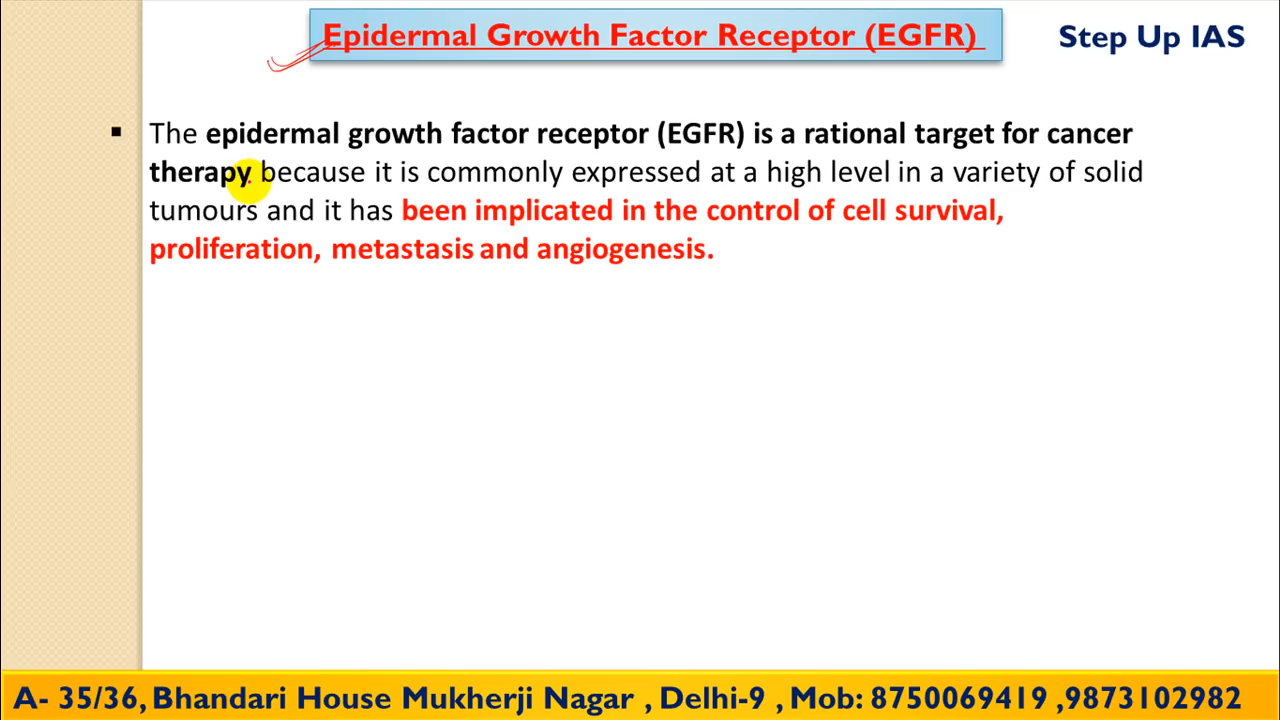 Epidermal Growth Factor Receptor (EGFR)
Step Up IAS
▪ The epidermal growth factor receptor (EGFR) is a rational target for cancer
therapy because it is commonly expressed at a high level in a variety of solid
tumours and it has been implicated in the control of cell survival,
proliferation, metastasis and angiogenesis.
A- 35/36, Bhandari House Mukherji Nagar , Delhi-9 , Mob: 8750069419 ,9873102982